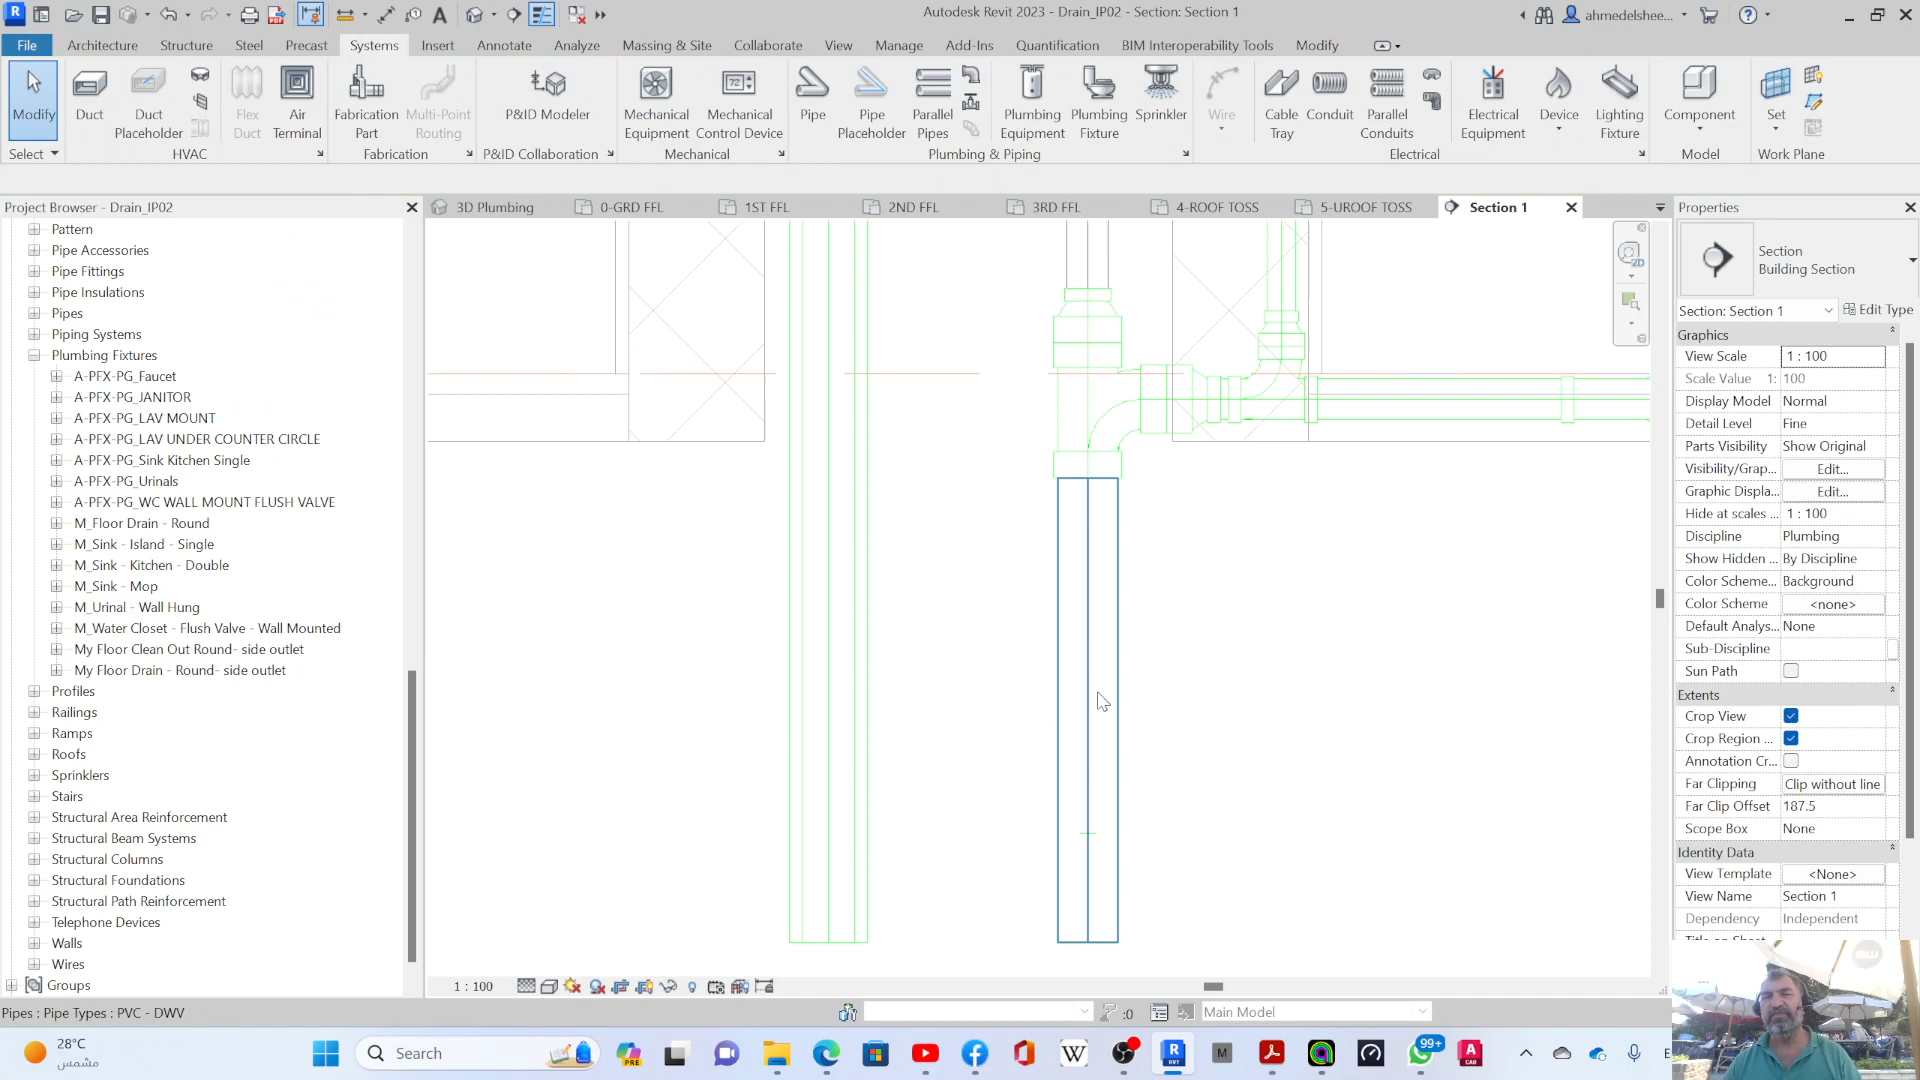 Autodesk Revit 2023 - Drain_IP02 - Section: Section 1
ahmedelshee...
File
Architecture
Structure
Steel
Precast
Systems
Insert
Annotate
Analyze
Massing & Site
Collaborate
View
Manage
Add-Ins
Quantification
BIM Interoperability Tools
Modify
Modify
Duct
Duct
Placeholder
Flex
Duct
Air
Terminal
Fabrication
Part
Multi-Point
Routing
P&ID Modeler
Mechanical
Equipment
Mechanical
Control Device
Pipe
Pipe
Placeholder
Parallel
Pipes
Plumbing
Equipment
Plumbing
Fixture
Sprinkler
Wire
Cable
Tray
Conduit
Parallel
Conduits
Electrical
Equipment
Device
Lighting
Fixture
Component
Set
Select
HVAC
Fabrication
P&ID Collaboration
Mechanical
Plumbing & Piping
Electrical
Model
Work Plane
Project Browser - Drain_IP02
Pattern
Pipe Accessories
Pipe Fittings
Pipe Insulations
Pipes
Piping Systems
Plumbing Fixtures
A-PFX-PG_Faucet
A-PFX-PG_JANITOR
A-PFX-PG_LAV MOUNT
A-PFX-PG_LAV UNDER COUNTER CIRCLE
A-PFX-PG_Sink Kitchen Single
A-PFX-PG_Urinals
A-PFX-PG_WC WALL MOUNT FLUSH VALVE
M_Floor Drain - Round
M_Sink - Island - Single
M_Sink - Kitchen - Double
M_Sink - Mop
M_Urinal - Wall Hung
M_Water Closet - Flush Valve - Wall Mounted
My Floor Clean Out Round- side outlet
My Floor Drain - Round- side outlet
Profiles
Railings
Ramps
Roofs
Sprinklers
Stairs
Structural Area Reinforcement
Structural Beam Systems
Structural Columns
Structural Foundations
Structural Path Reinforcement
Telephone Devices
Walls
Wires
Groups
3D Plumbing
0-GRD FFL
1ST FFL
2ND FFL
3RD FFL
4-ROOF TOSS
5-UROOF TOSS
Section 1
2D
Properties
Section
Building Section
Section: Section 1
Edit Type
Graphics
View Scale 1 : 100
Scale Value 1: 100
Display Model Normal
Detail Level Fine
Parts Visibility Show Original
Visibility/Grap... Edit...
Graphic Displa... Edit...
Hide at scales ... 1 : 100
Discipline Plumbing
Show Hidden ... By Discipline
Color Scheme... Background
Color Scheme <none>
Default Analys... None
Sub-Discipline
Sun Path
Extents
Crop View
Crop Region ...
Annotation Cr...
Far Clipping Clip without line
Far Clip Offset 187.5
Scope Box None
Identity Data
View Template <None>
View Name Section 1
Dependency Independent
1 : 100
Pipes : Pipe Types : PVC - DWV
:0
Main Model
28°C
مشمس
Search
PRE
W
RVT
M
99+
CAD